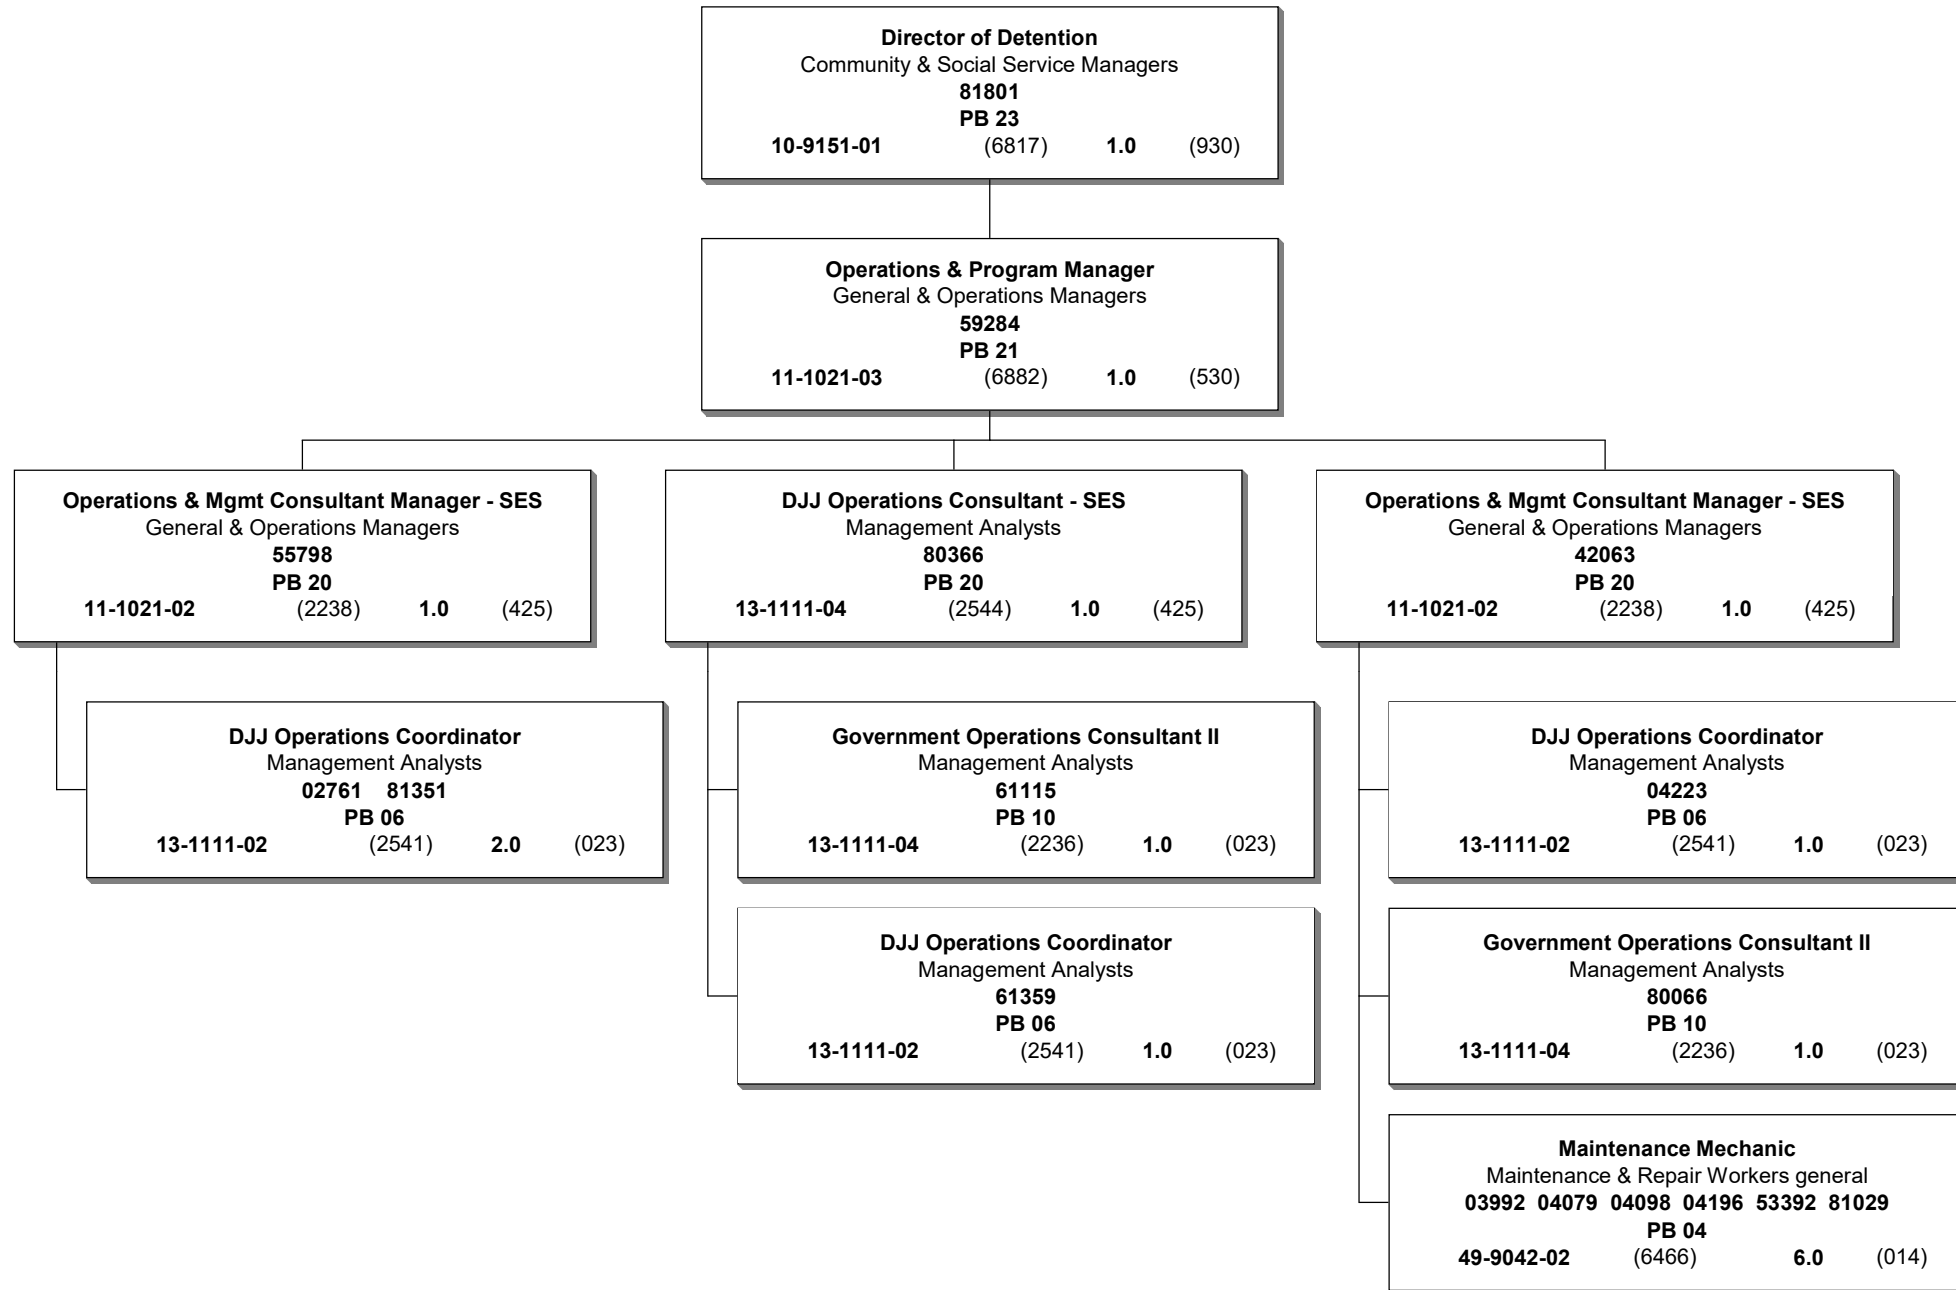 Director of Detention
Community & Social Service Managers
81801
PB 23
10-9151-01 (6817) 1.0 (930)
Operations & Program Manager
General & Operations Managers
59284
PB 21
11-1021-03 (6882) 1.0 (530)
Operations & Mgmt Consultant Manager - SES
General & Operations Managers
55798
PB 20
11-1021-02 (2238) 1.0 (425)
DJJ Operations Consultant - SES
Management Analysts
80366
PB 20
13-1111-04 (2544) 1.0 (425)
Operations & Mgmt Consultant Manager - SES
General & Operations Managers
42063
PB 20
11-1021-02 (2238) 1.0 (425)
DJJ Operations Coordinator
Management Analysts
02761 81351
PB 06
13-1111-02 (2541) 2.0 (023)
Government Operations Consultant II
Management Analysts
61115
PB 10
13-1111-04 (2236) 1.0 (023)
DJJ Operations Coordinator
Management Analysts
04223
PB 06
13-1111-02 (2541) 1.0 (023)
DJJ Operations Coordinator
Management Analysts
61359
PB 06
13-1111-02 (2541) 1.0 (023)
Government Operations Consultant II
Management Analysts
80066
PB 10
13-1111-04 (2236) 1.0 (023)
Maintenance Mechanic
Maintenance & Repair Workers general
03992 04079 04098 04196 53392 81029
PB 04
49-9042-02 (6466) 6.0 (014)